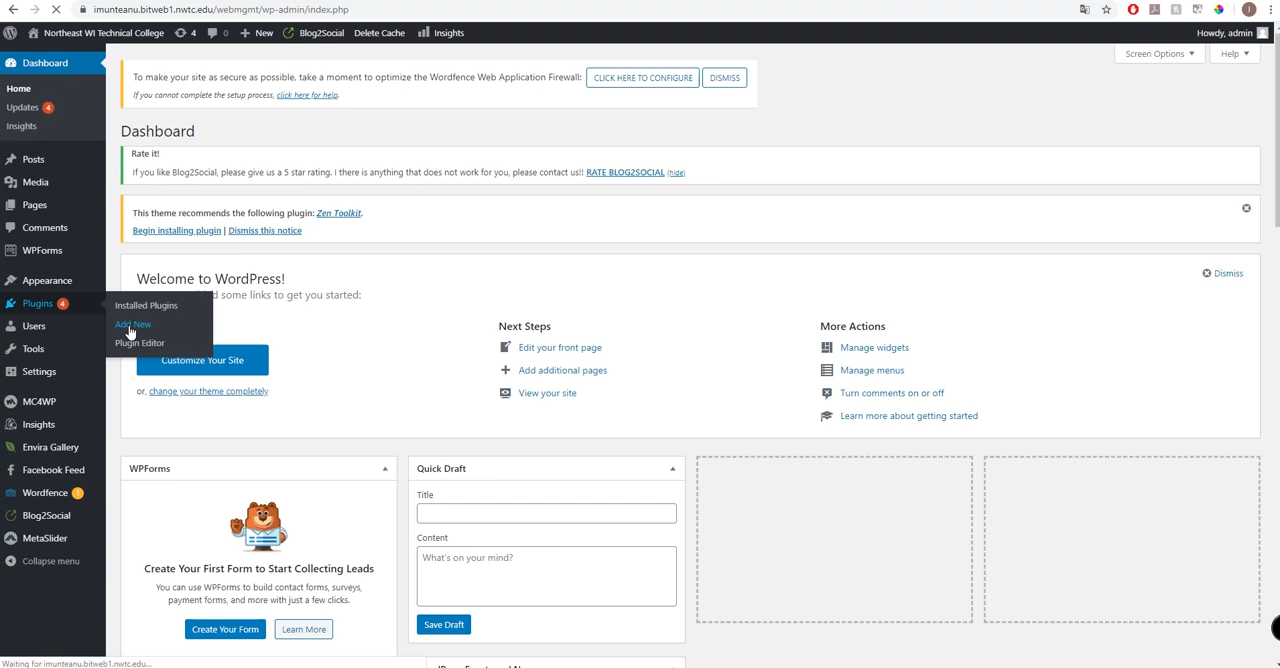 imunteanu.bitweb1.nwtc.edu/webmgmt/wp-admin/index.php
Northeast WI Technical College 4 0 New Blog2Social Delete Cache Insights Howdy, admin
Screen Options Help
Dashboard
Home
Updates 4
Insights
Posts
Media
Pages
Comments
WPForms
Appearance
Plugins 4
Users
Tools
Settings
MC4WP
Insights
Envira Gallery
Facebook Feed
Wordfence 1
Blog2Social
MetaSlider
Collapse menu
Installed Plugins
Add New
Plugin Editor
To make your site as secure as possible, take a moment to optimize the Wordfence Web Application Firewall: CLICK HERE TO CONFIGURE DISMISS
If you cannot complete the setup process, click here for help.
Dashboard
Rate it!
If you like Blog2Social, please give us a 5 star rating. I there is anything that does not work for you, please contact us!! RATE BLOG2SOCIAL (hide)
This theme recommends the following plugin: Zen Toolkit.
Begin installing plugin | Dismiss this notice
Welcome to WordPress!
Dismiss
d some links to get you started:
Customize Your Site
or, change your theme completely
Next Steps
Edit your front page
Add additional pages
View your site
More Actions
Manage widgets
Manage menus
Turn comments on or off
Learn more about getting started
WPForms
Create Your First Form to Start Collecting Leads
You can use WPForms to build contact forms, surveys,
payment forms, and more with just a few clicks.
Create Your Form Learn More
Quick Draft
Title
Content
What's on your mind?
Save Draft
Waiting for imunteanu.bitweb1.nwtc.edu...